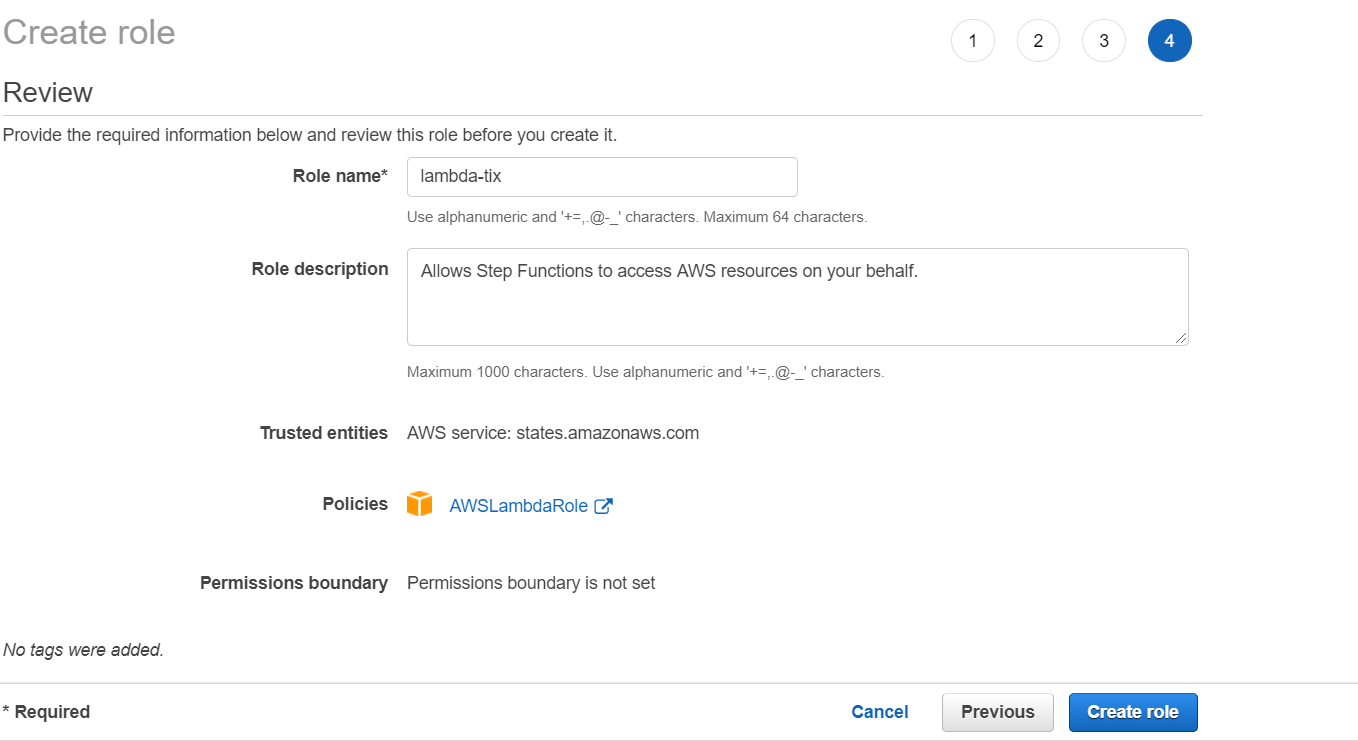 Create role
1 2 3 4
Review
Provide the required information below and review this role before you create it.
Role name* lambda-tix
Use alphanumeric and '+=,.@-_' characters. Maximum 64 characters.
Role description Allows Step Functions to access AWS resources on your behalf.
Maximum 1000 characters. Use alphanumeric and '+=,.@-_' characters.
Trusted entities AWS service: states.amazonaws.com
Policies AWSLambdaRole
Permissions boundary Permissions boundary is not set
No tags were added.
* Required Cancel Previous Create role